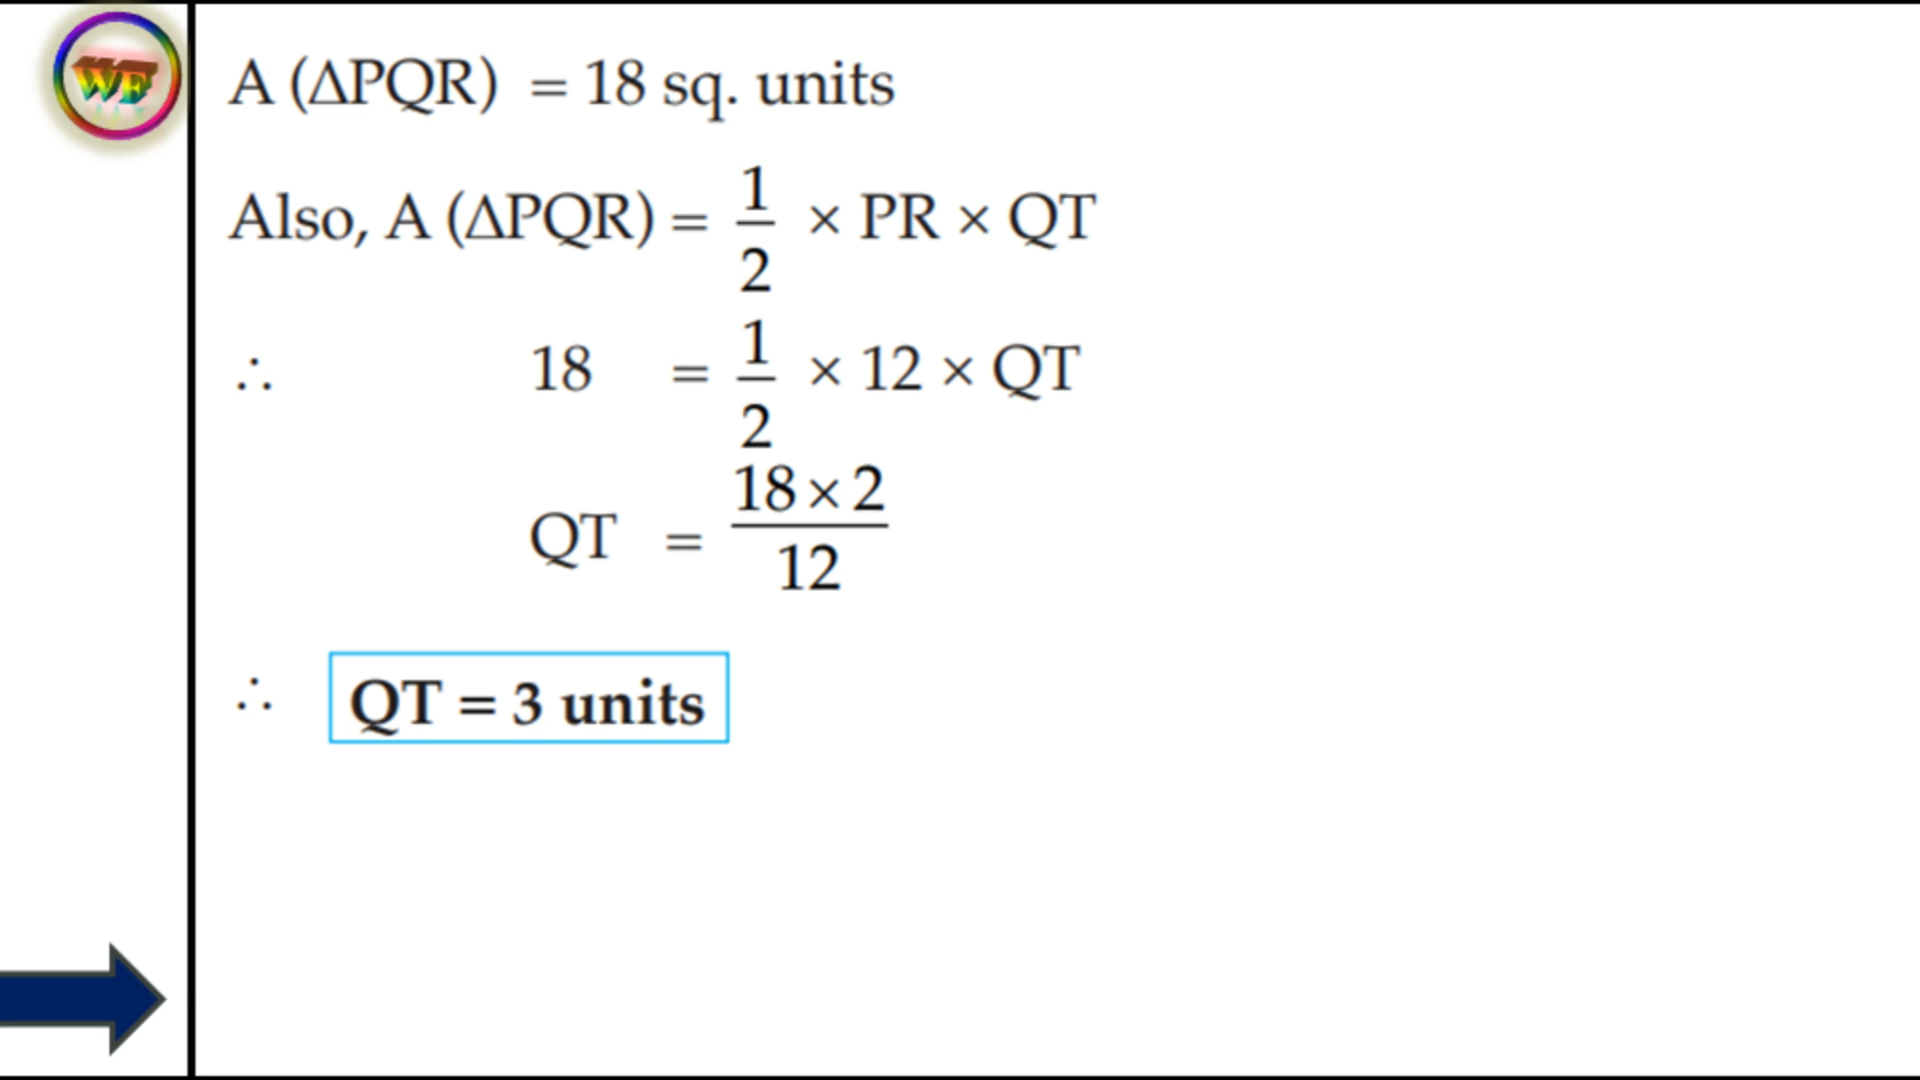 WF
A (ΔPQR) = 18 sq. units
Also, A (ΔPQR) = 1/2 × PR × QT
∴ 18 = 1/2 × 12 × QT
QT = 18 × 2/12
∴ QT = 3 units